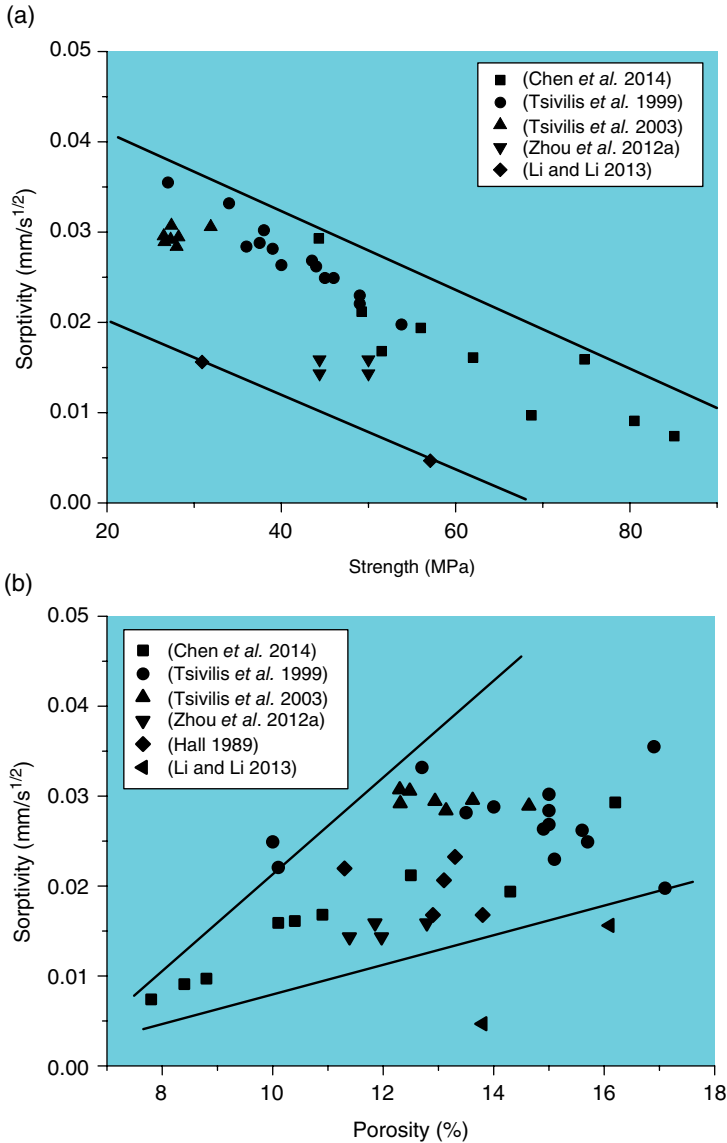 (a)
0.05
0.04
0.03
0.02
0.01
0.00
Sorptivity (mm/s^1/2)
(Chen et al. 2014)
(Tsivilis et al. 1999)
(Tsivilis et al. 2003)
(Zhou et al. 2012a)
(Li and Li 2013)
20 40 60 80
Strength (MPa)
(b)
0.05
0.04
0.03
0.02
0.01
0.00
Sorptivity (mm/s^1/2)
(Chen et al. 2014)
(Tsivilis et al. 1999)
(Tsivilis et al. 2003)
(Zhou et al. 2012a)
(Hall 1989)
(Li and Li 2013)
8 10 12 14 16 18
Porosity (%)